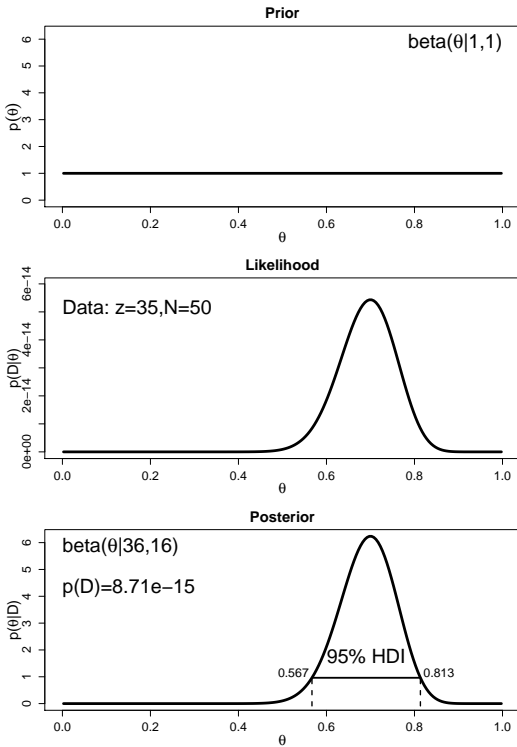 Prior
beta(θ|1,1)
p(θ)
0 1 2 3 4 5 6
0.0 0.2 0.4 0.6 0.8 1.0
θ
Likelihood
Data: z=35,N=50
p(D|θ)
0e+00 2e−14 4e−14 6e−14
0.0 0.2 0.4 0.6 0.8 1.0
θ
Posterior
beta(θ|36,16)
p(D)=8.71e−15
95% HDI
0.567 0.813
p(θ|D)
0 1 2 3 4 5 6
0.0 0.2 0.4 0.6 0.8 1.0
θ